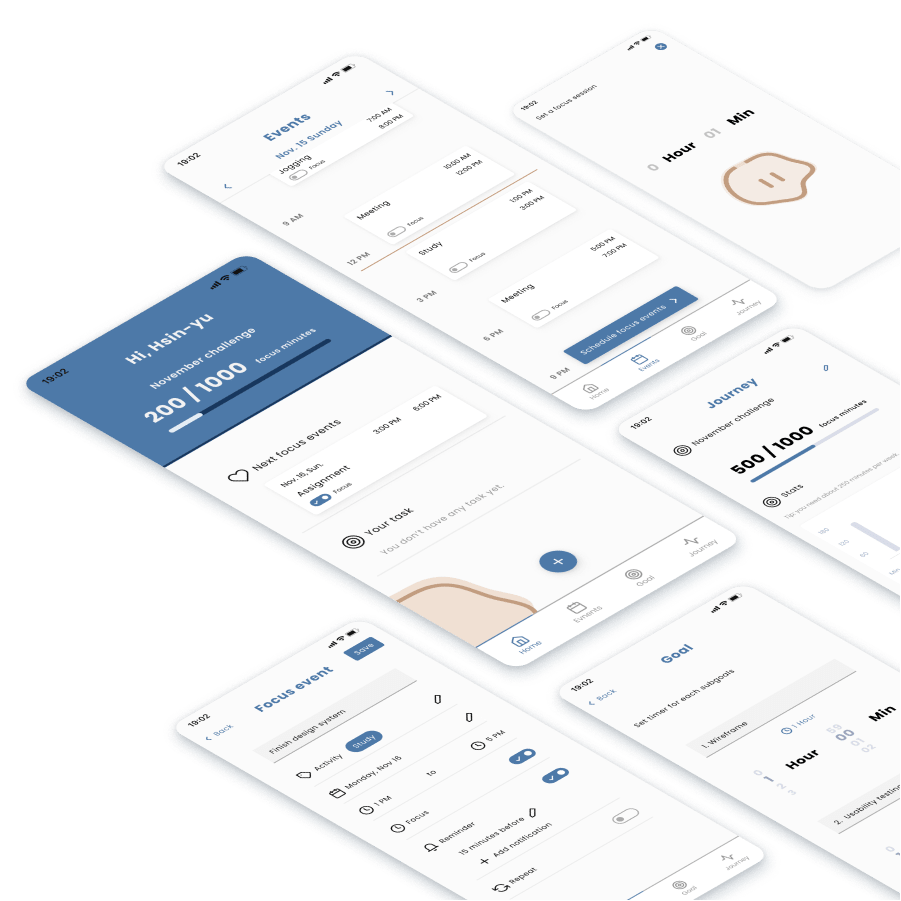 19:02
Events
Nov. 15 Sunday
Jogging
7:00 AM
8:00 PM
Focus
9 AM
Meeting
10:00 AM
12:00 PM
Focus
12 PM
Study
1:00 PM
3:00 PM
Focus
3 PM
Meeting
5:00 PM
7:00 PM
Focus
6 PM
Schedule focus events
9 PM
Home
Events
Goal
Journey
19:02
Set a focus session
0 Hour 01 Min
19:02
Hi, Hsin-yu
November challenge
200 / 1000 focus minutes
Next focus events
Nov. 16, Sun.
3:00 PM
6:00 PM
Assignment
Focus
Your task
You don't have any task yet.
Home
Evnents
Goal
Journey
19:02
Journey
November challenge
500 / 1000 focus minutes
Stats
Tip: you need about 250 minutes per week.
180
120
60
19:02
Back
Focus event
Save
Finish design system
Activity
Study
Monday, Nov 16
1 PM
to
5 PM
Focus
Reminder
15 minutes before
Add notification
Repeat
Goal
Journey
19:02
Back
Goal
Set timer for each subgoals
1. Wireframe
1 Hour
0
1 Hour
2
3
59
00 Min
01
02
2. Usability testing
0